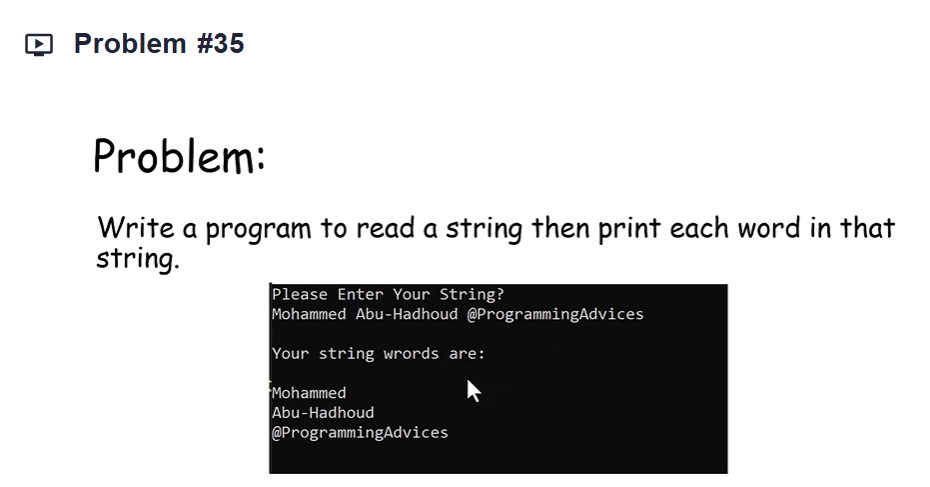 Problem #35
Problem:
Write a program to read a string then print each word in that
string.
Please Enter Your String?
Mohammed Abu-Hadhoud @ProgrammingAdvices
Your string wrords are:
Mohammed
Abu-Hadhoud
@ProgrammingAdvices